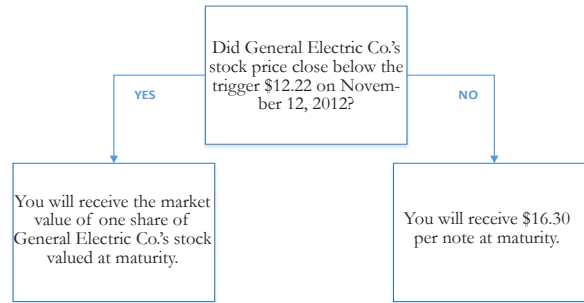 Did General Electric Co.'s
stock price close below the
trigger $12.22 on Novem-
ber 12, 2012?
YES
NO
You will receive the market
value of one share of
General Electric Co.'s stock
valued at maturity.
You will receive $16.30
per note at maturity.